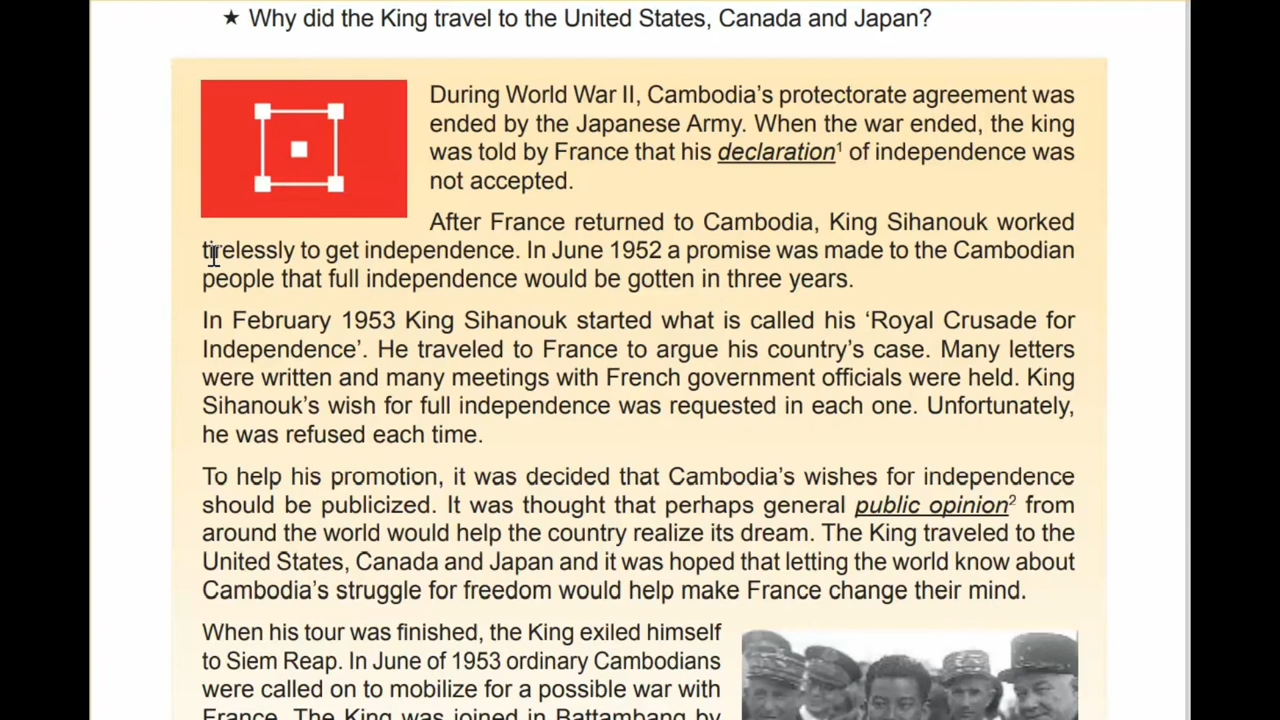 ★ Why did the King travel to the United States, Canada and Japan?
During World War II, Cambodia’s protectorate agreement was
ended by the Japanese Army. When the war ended, the king
was told by France that his declaration¹ of independence was
not accepted.
After France returned to Cambodia, King Sihanouk worked
tirelessly to get independence. In June 1952 a promise was made to the Cambodian
people that full independence would be gotten in three years.
In February 1953 King Sihanouk started what is called his ‘Royal Crusade for
Independence’. He traveled to France to argue his country’s case. Many letters
were written and many meetings with French government officials were held. King
Sihanouk’s wish for full independence was requested in each one. Unfortunately,
he was refused each time.
To help his promotion, it was decided that Cambodia’s wishes for independence
should be publicized. It was thought that perhaps general public opinion² from
around the world would help the country realize its dream. The King traveled to the
United States, Canada and Japan and it was hoped that letting the world know about
Cambodia’s struggle for freedom would help make France change their mind.
When his tour was finished, the King exiled himself
to Siem Reap. In June of 1953 ordinary Cambodians
were called on to mobilize for a possible war with
France. The King was joined in Battambang by